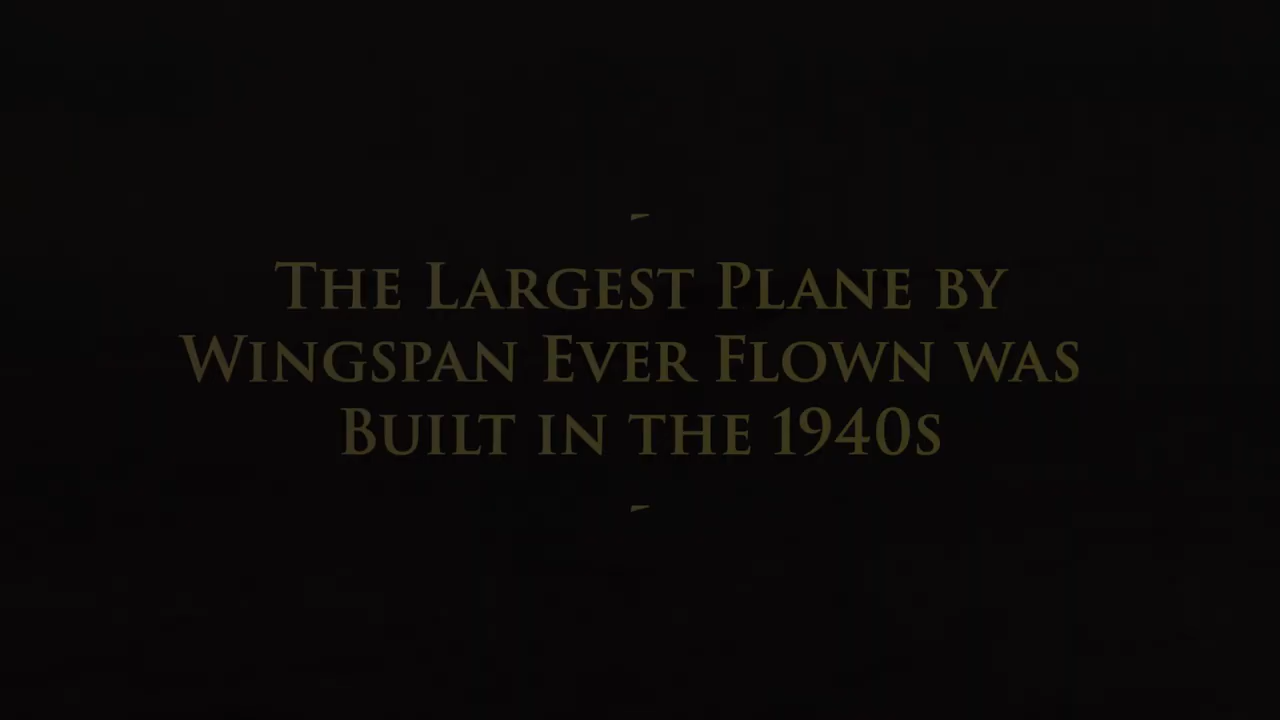 The Largest Plane by
Wingspan Ever Flown was
Built in the 1940s